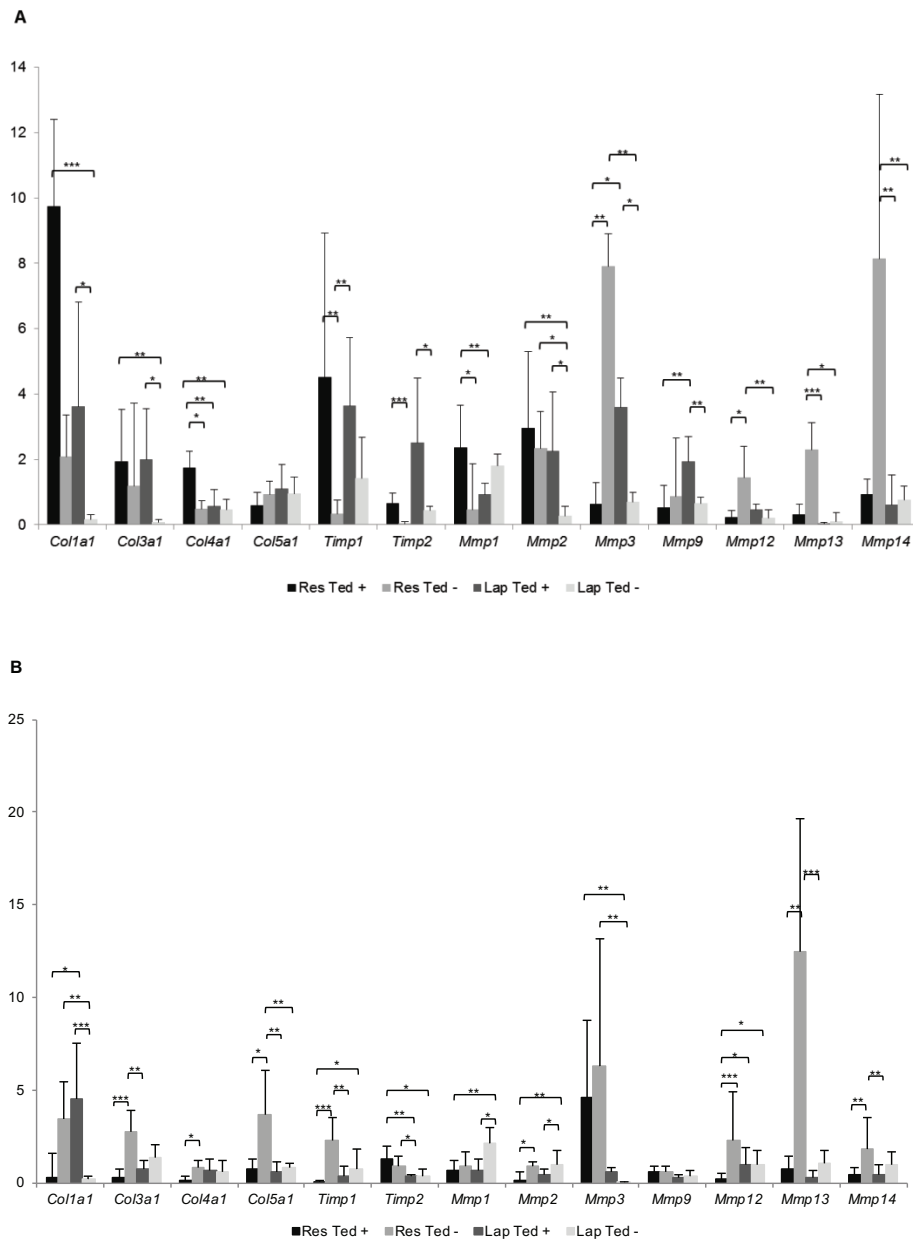 A
14
12
10
8
6
4
2
0
*** * ** * ** ** * ** ** *** * ** * ** * * ** * ** * ** ** * ** *** * ** **
Col1a1 Col3a1 Col4a1 Col5a1 Timp1 Timp2 Mmp1 Mmp2 Mmp3 Mmp9 Mmp12 Mmp13 Mmp14
Res Ted + Res Ted - Lap Ted + Lap Ted -
B
25
20
15
10
5
0
* ** *** *** ** * * ** ** *** * ** * ** * ** * * ** * ** ** *** * * ** *** ** **
Col1a1 Col3a1 Col4a1 Col5a1 Timp1 Timp2 Mmp1 Mmp2 Mmp3 Mmp9 Mmp12 Mmp13 Mmp14
Res Ted + Res Ted - Lap Ted + Lap Ted -